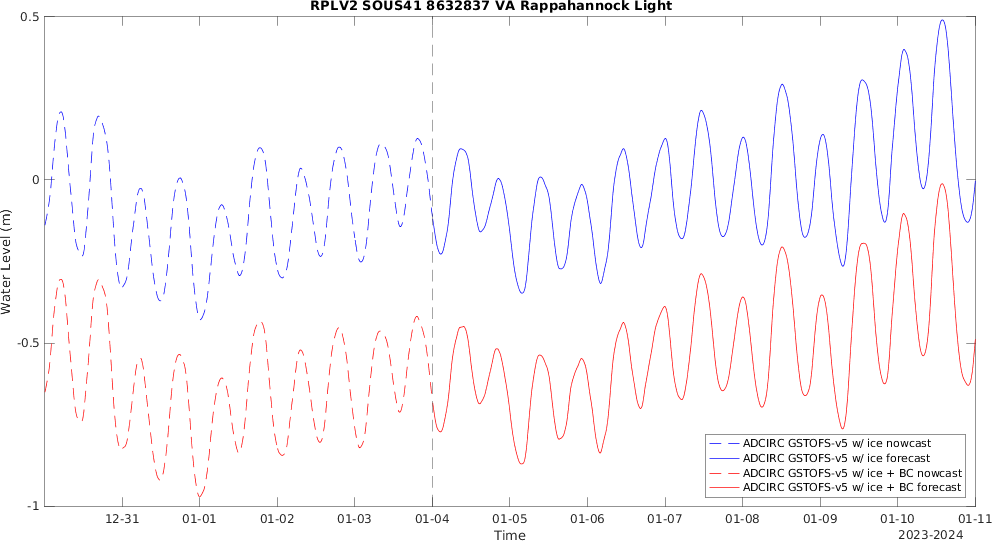 RPLV2 SOUS41 8632837 VA Rappahannock Light
0.5
0
-0.5
-1
Water Level (m)
12-31 01-01 01-02 01-03 01-04 01-05 01-06 01-07 01-08 01-09 01-10 01-11
Time
2023-2024
ADCIRC GSTOFS-v5 w/ ice nowcast
ADCIRC GSTOFS-v5 w/ ice forecast
ADCIRC GSTOFS-v5 w/ ice + BC nowcast
ADCIRC GSTOFS-v5 w/ ice + BC forecast